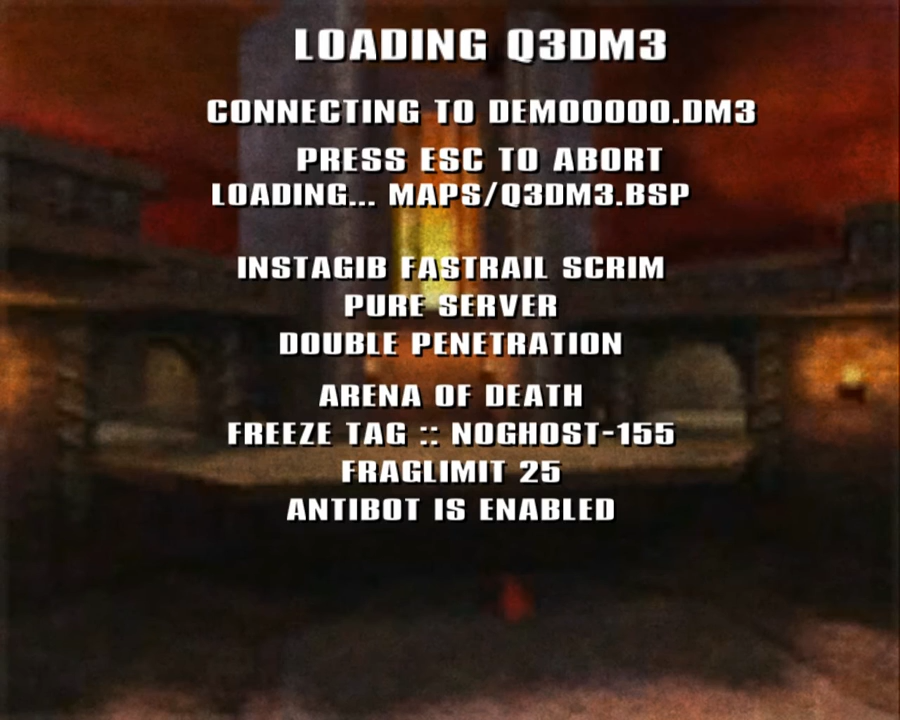 LOADING Q3DM3
CONNECTING TO DEMO0000.DM3
PRESS ESC TO ABORT
LOADING... MAPS/Q3DM3.BSP
INSTAGIB FASTRAIL SCRIM
PURE SERVER
DOUBLE PENETRATION
ARENA OF DEATH
FREEZE TAG :: NOGHOST-155
FRAGLIMIT 25
ANTIBOT IS ENABLED